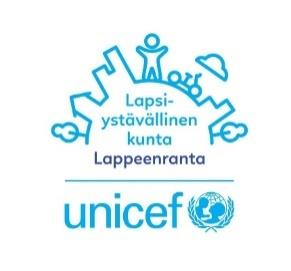 Lapsi-
ystävällinen
kunta
Lappeenranta
unicef